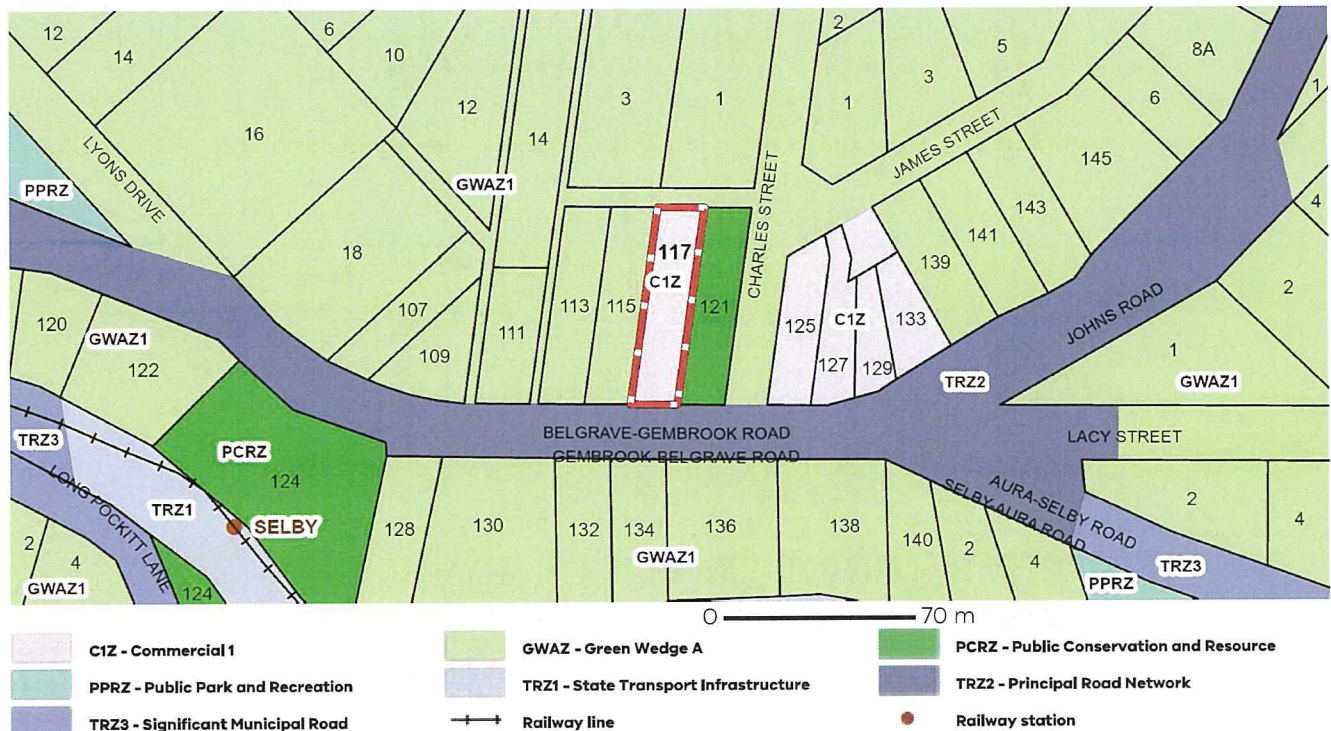 12
14
6
10
12
14
3
1
2
1
3
5
8A
1
16
6
JAMES STREET
145
LYONS DRIVE
GWAZ1
PPRZ
CHARLES STREET
4
143
18
117
141
C1Z
139
2
107
113
115
121
125
C1Z
133
JOHNS ROAD
120
GWAZ1
111
127
129
1
122
109
TRZ2
GWAZ1
TRZ3
PCRZ
BELGRAVE-GEMBROOK ROAD
GEMBROOK-BELGRAVE ROAD
LACY STREET
124
LONG POCKITT LANE
TRZ1
SELBY
AURA-SELBY ROAD
SELBY-AURA ROAD
2
4
128
130
132
134
136
138
140
2
4
2
4
GWAZ1
TRZ3
GWAZ1
124
PPRZ
0 70 m
C1Z - Commercial 1
GWAZ - Green Wedge A
PCRZ - Public Conservation and Resource
PPRZ - Public Park and Recreation
TRZ1 - State Transport Infrastructure
TRZ2 - Principal Road Network
TRZ3 - Significant Municipal Road
Railway line
Railway station